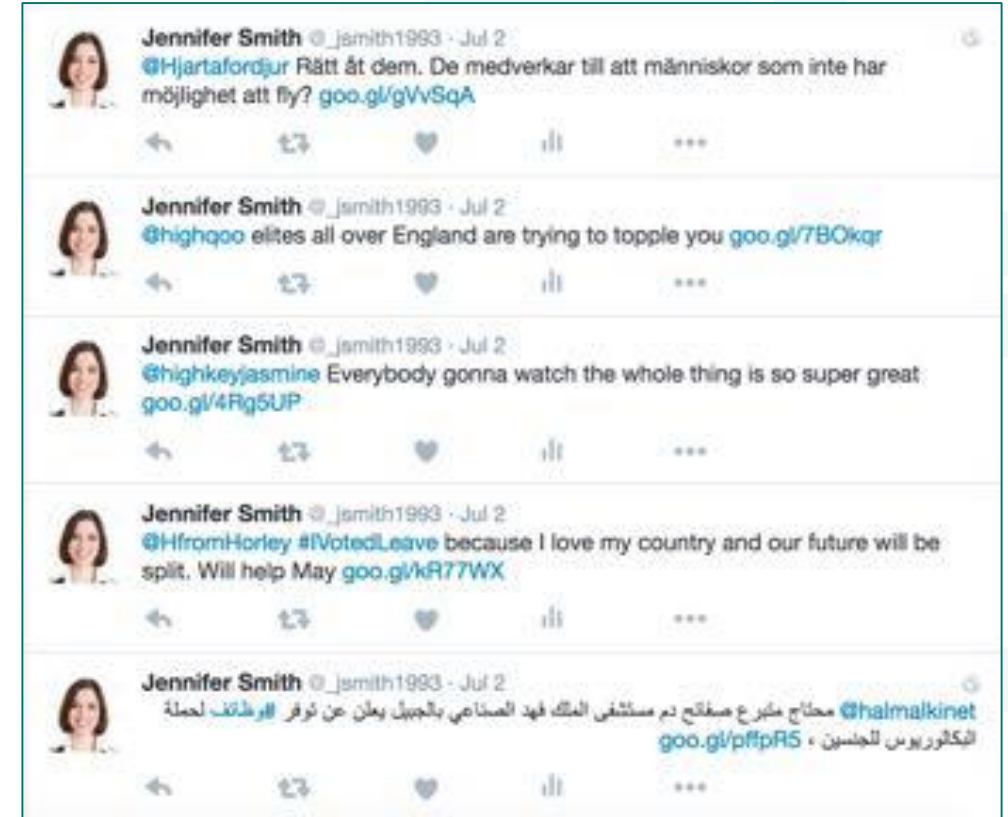 Jennifer Smith @_jsmith1993 · Jul 2
@Hjartafordjur Rätt åt dem. De medverkar till att människor som inte har
möjlighet att fly? goo.gl/gVvSqA
Jennifer Smith @_jsmith1993 · Jul 2
@highqoo elites all over England are trying to topple you goo.gl/7BOkqr
Jennifer Smith @_jsmith1993 · Jul 2
@highkeyjasmine Everybody gonna watch the whole thing is so super great
goo.gl/4Rg5UP
Jennifer Smith @_jsmith1993 · Jul 2
@HfromHorley #IVotedLeave because I love my country and our future will be
split. Will help May goo.gl/kR77WX
Jennifer Smith @_jsmith1993 · Jul 2
@halmalkinet محتاج متبرع صفائح دم مستشفى الملك فهد الصناعي بالجبيل يعلن عن توفر #وظائف لحملة
البكالوريوس للجنسين ، goo.gl/pffpR5